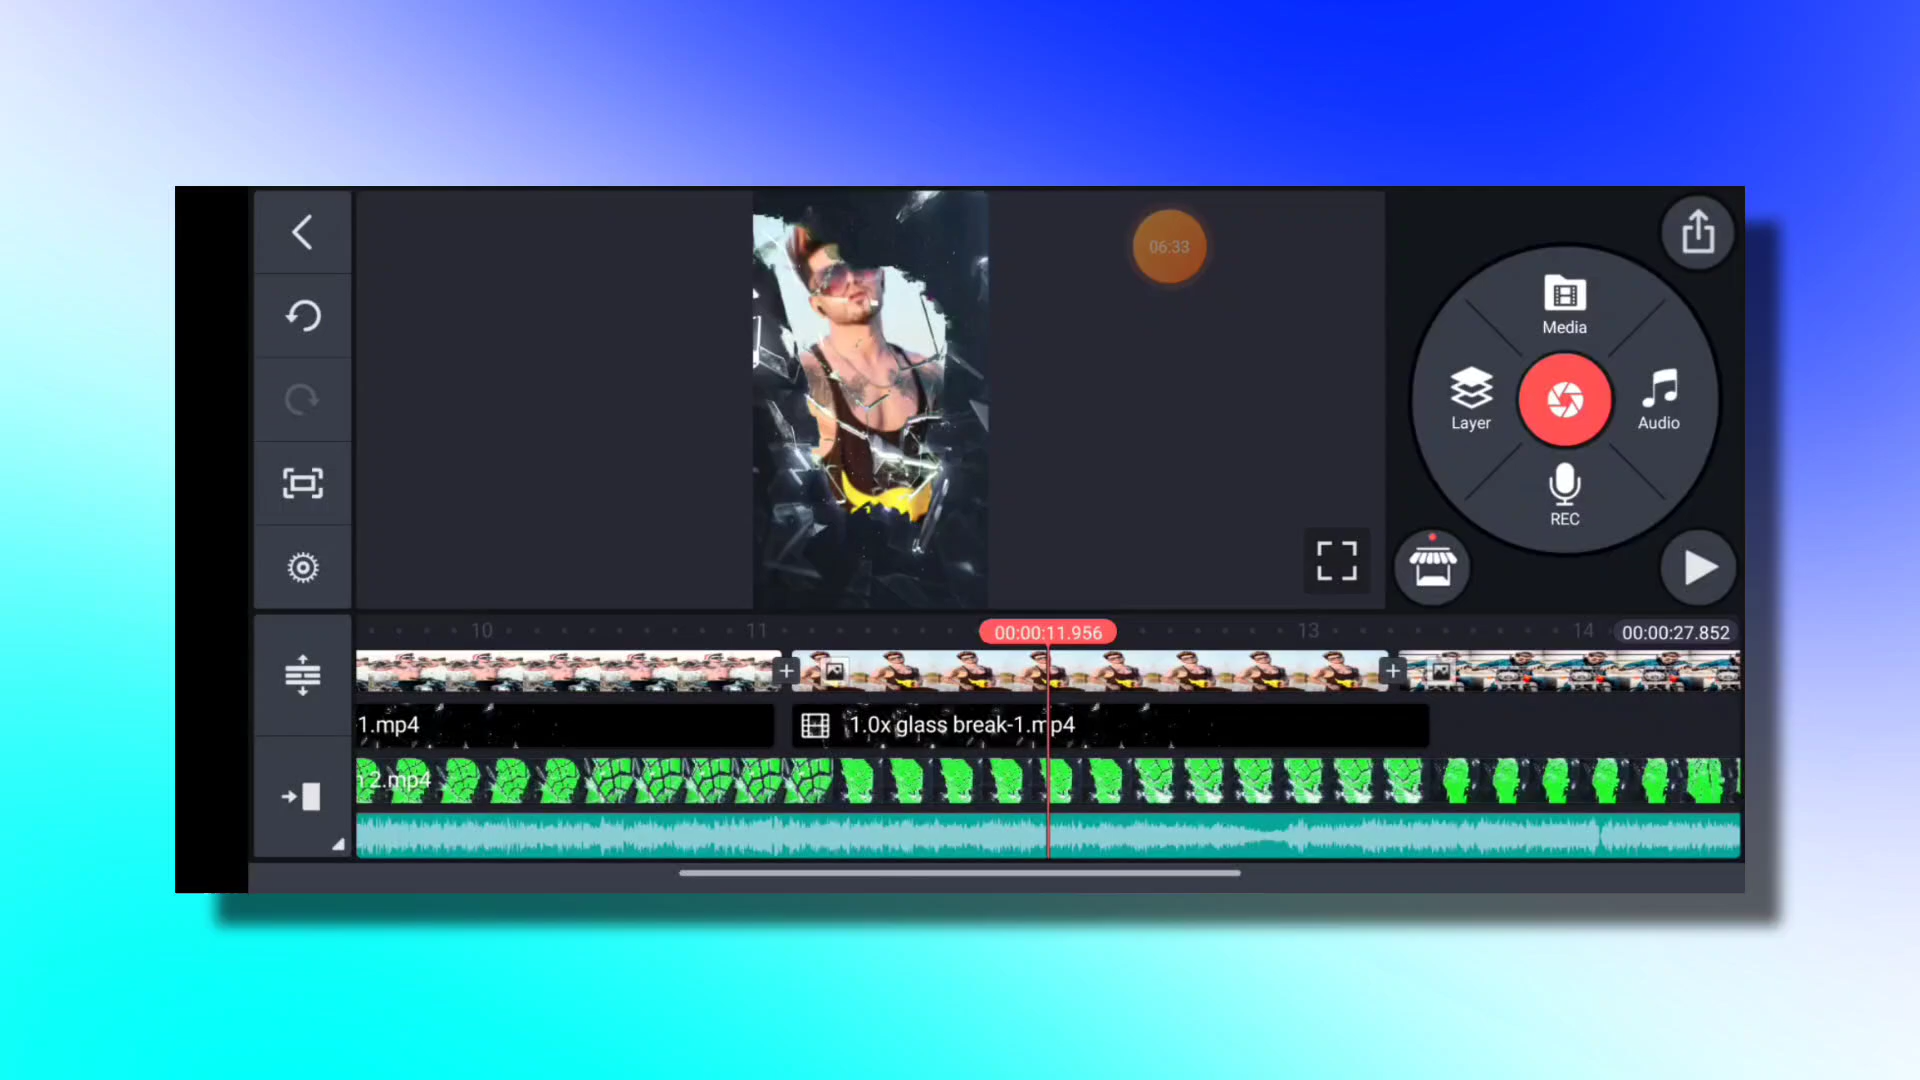 06:33
Media
Layer
Audio
REC
10
11
00:00:11.956
13
14
00:00:27.852
1.mp4
1.0x glass break-1.mp4
2.mp4